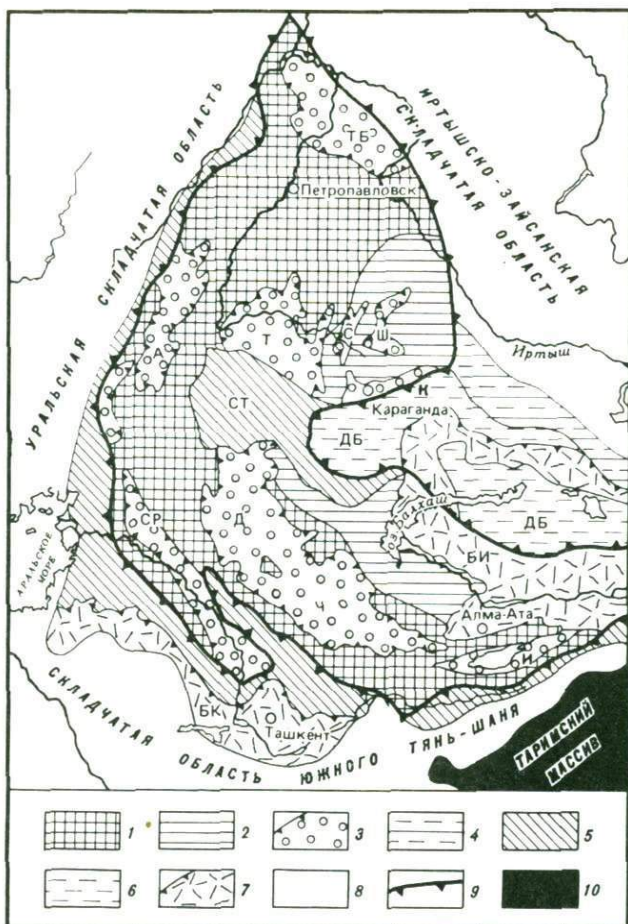 УРАЛЬСКАЯ СКЛАДЧАТАЯ ОБЛАСТЬ
ИРТЫШСКО-ЗАЙСАНСКАЯ
СКЛАДЧАТАЯ ОБЛАСТЬ
ТБ
Петропавловск
А
Т
Ш
Иртыш
К
Караганда
СТ
ДБ
оз. Балхаш
ДБ
СР
Д
БИ
АРАЛЬСКОЕ
МОРЕ
Ч
Алма-Ата
И
БК
Ташкент
СКЛАДЧАТАЯ ОБЛАСТЬ ЮЖНОГО ТЯНЬ-ШАНЯ
ТАРИМСКИЙ
МАССИВ
1 2 3 4 5
6 7 8 9 10